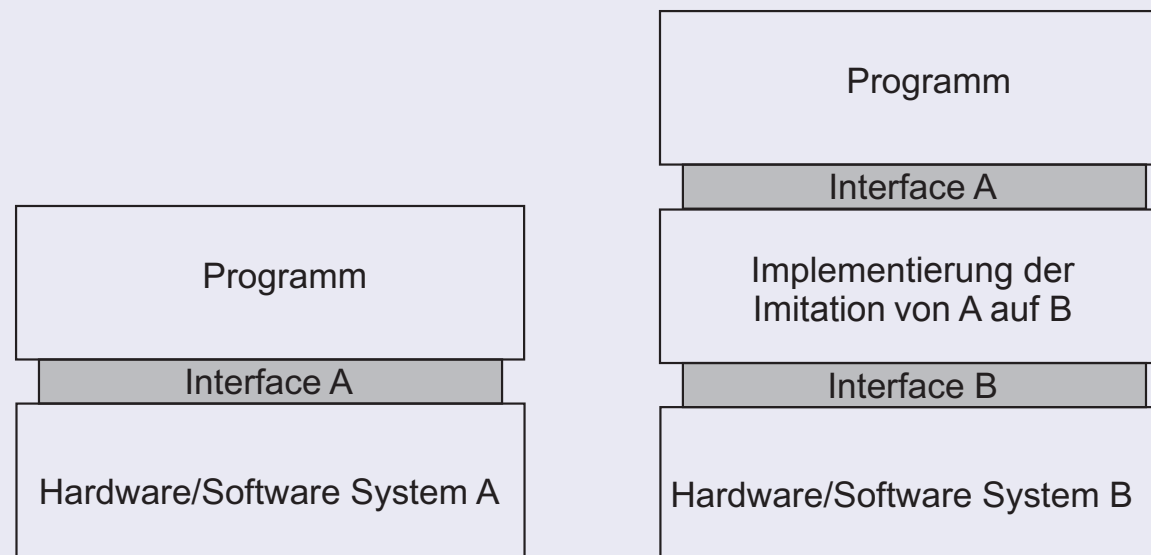 Programm
Interface A
Hardware/Software System A
Programm
Interface A
Implementierung der
Imitation von A auf B
Interface B
Hardware/Software System B